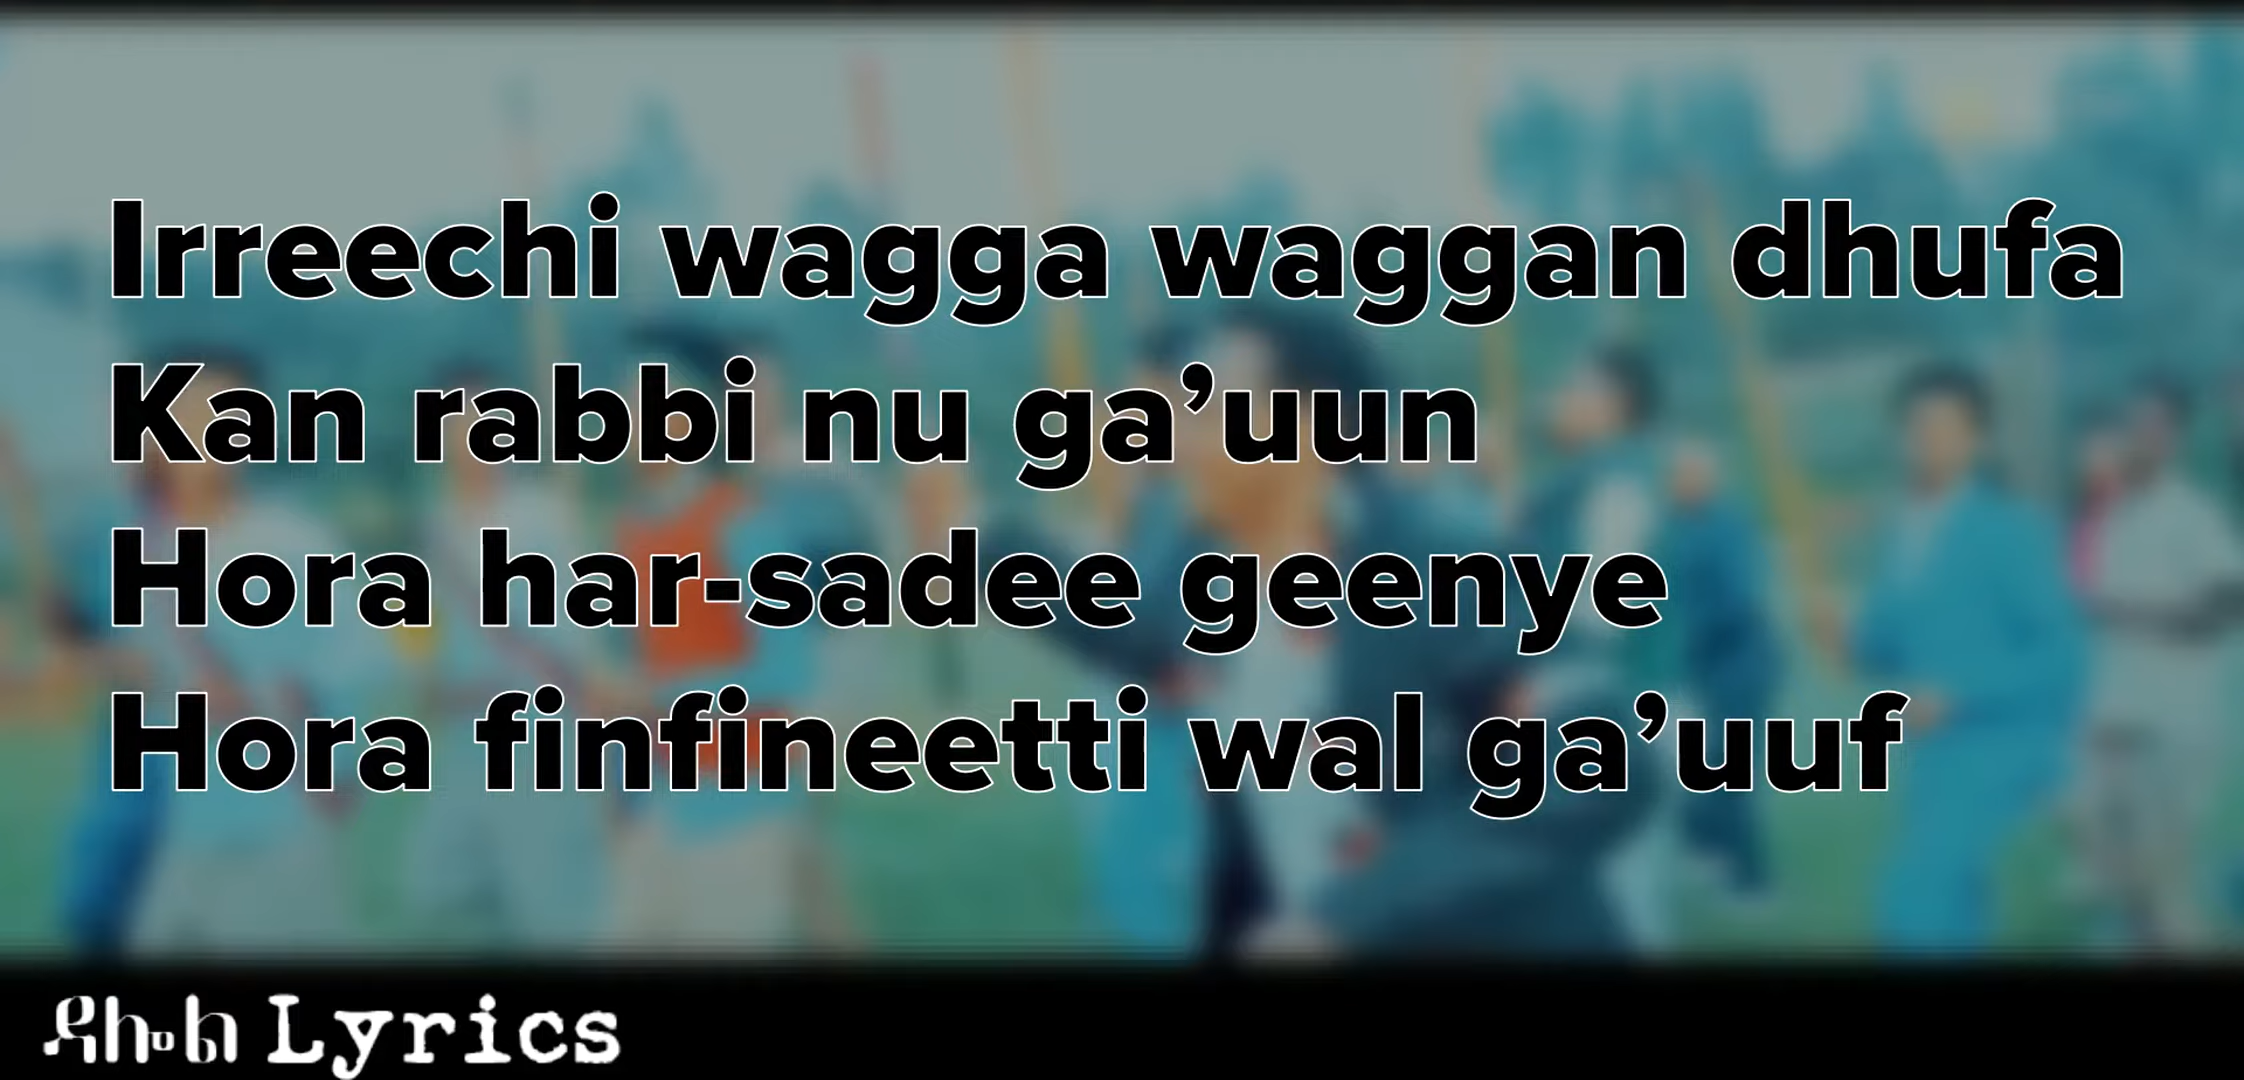 Irreechi wagga waggan dhufa
Kan rabbi nu ga’uun
Hora har-sadee geenye
Hora finfineetti wal ga’uuf
Lyrics